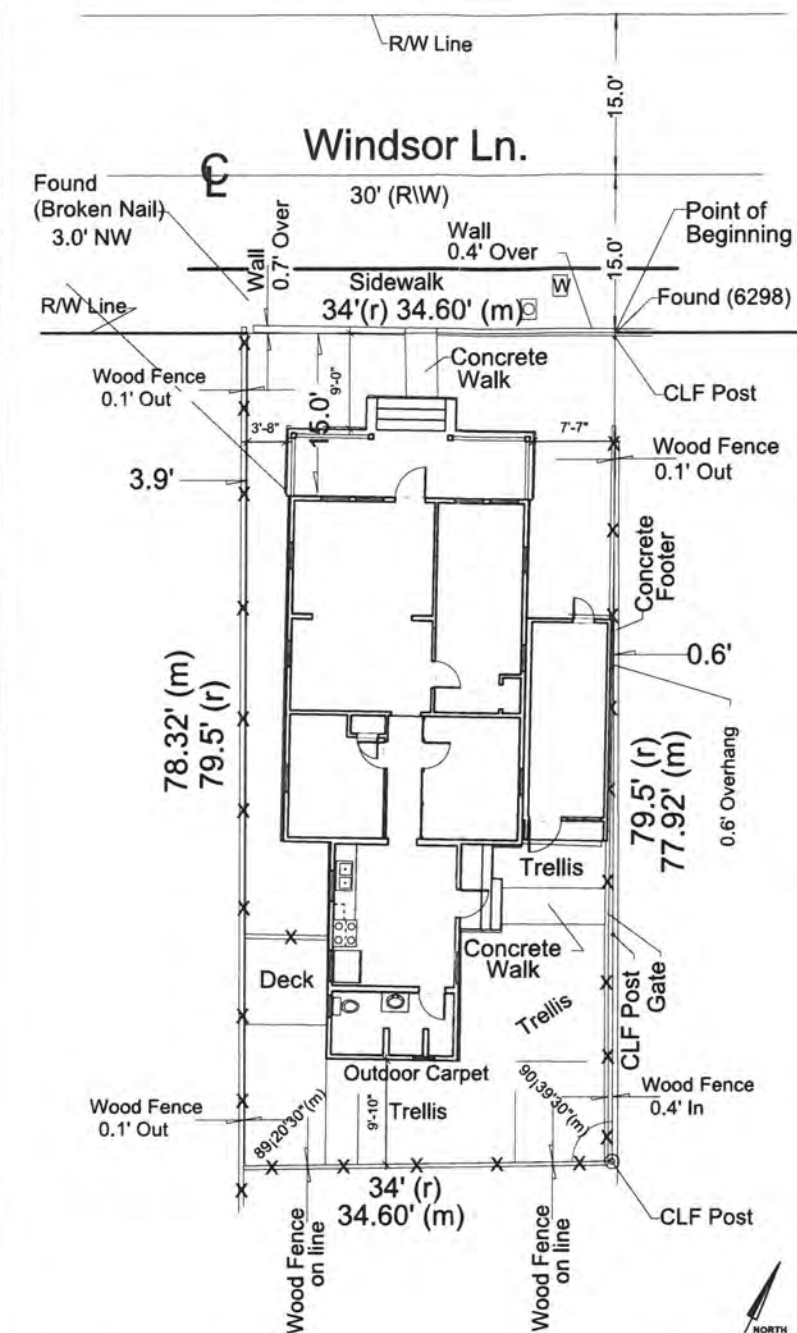 R/W Line
15.0'
Windsor Ln.
CL
30' (R\W)
Found
(Broken Nail)
3.0' NW
Point of
Beginning
15.0'
Wall
0.7' Over
Wall
0.4' Over
W
Sidewalk
34'(r) 34.60' (m)
Found (6298)
R/W Line
Concrete
Walk
CLF Post
Wood Fence
0.1' Out
9'-0"
15.0'
3'-8"
7'-7"
Wood Fence
0.1' Out
3.9'
Concrete
Footer
0.6'
78.32' (m)
79.5' (r)
79.5' (r)
77.92' (m)
0.6' Overhang
Trellis
Concrete
Walk
Deck
Trellis
CLF Post
Gate
Outdoor Carpet
Wood Fence
0.1' Out
89¦20'30"(m)
9'-10"
Trellis
90¦39'30"(m)
Wood Fence
0.4' In
34' (r)
34.60' (m)
CLF Post
Wood Fence
on line
Wood Fence
on line
NORTH